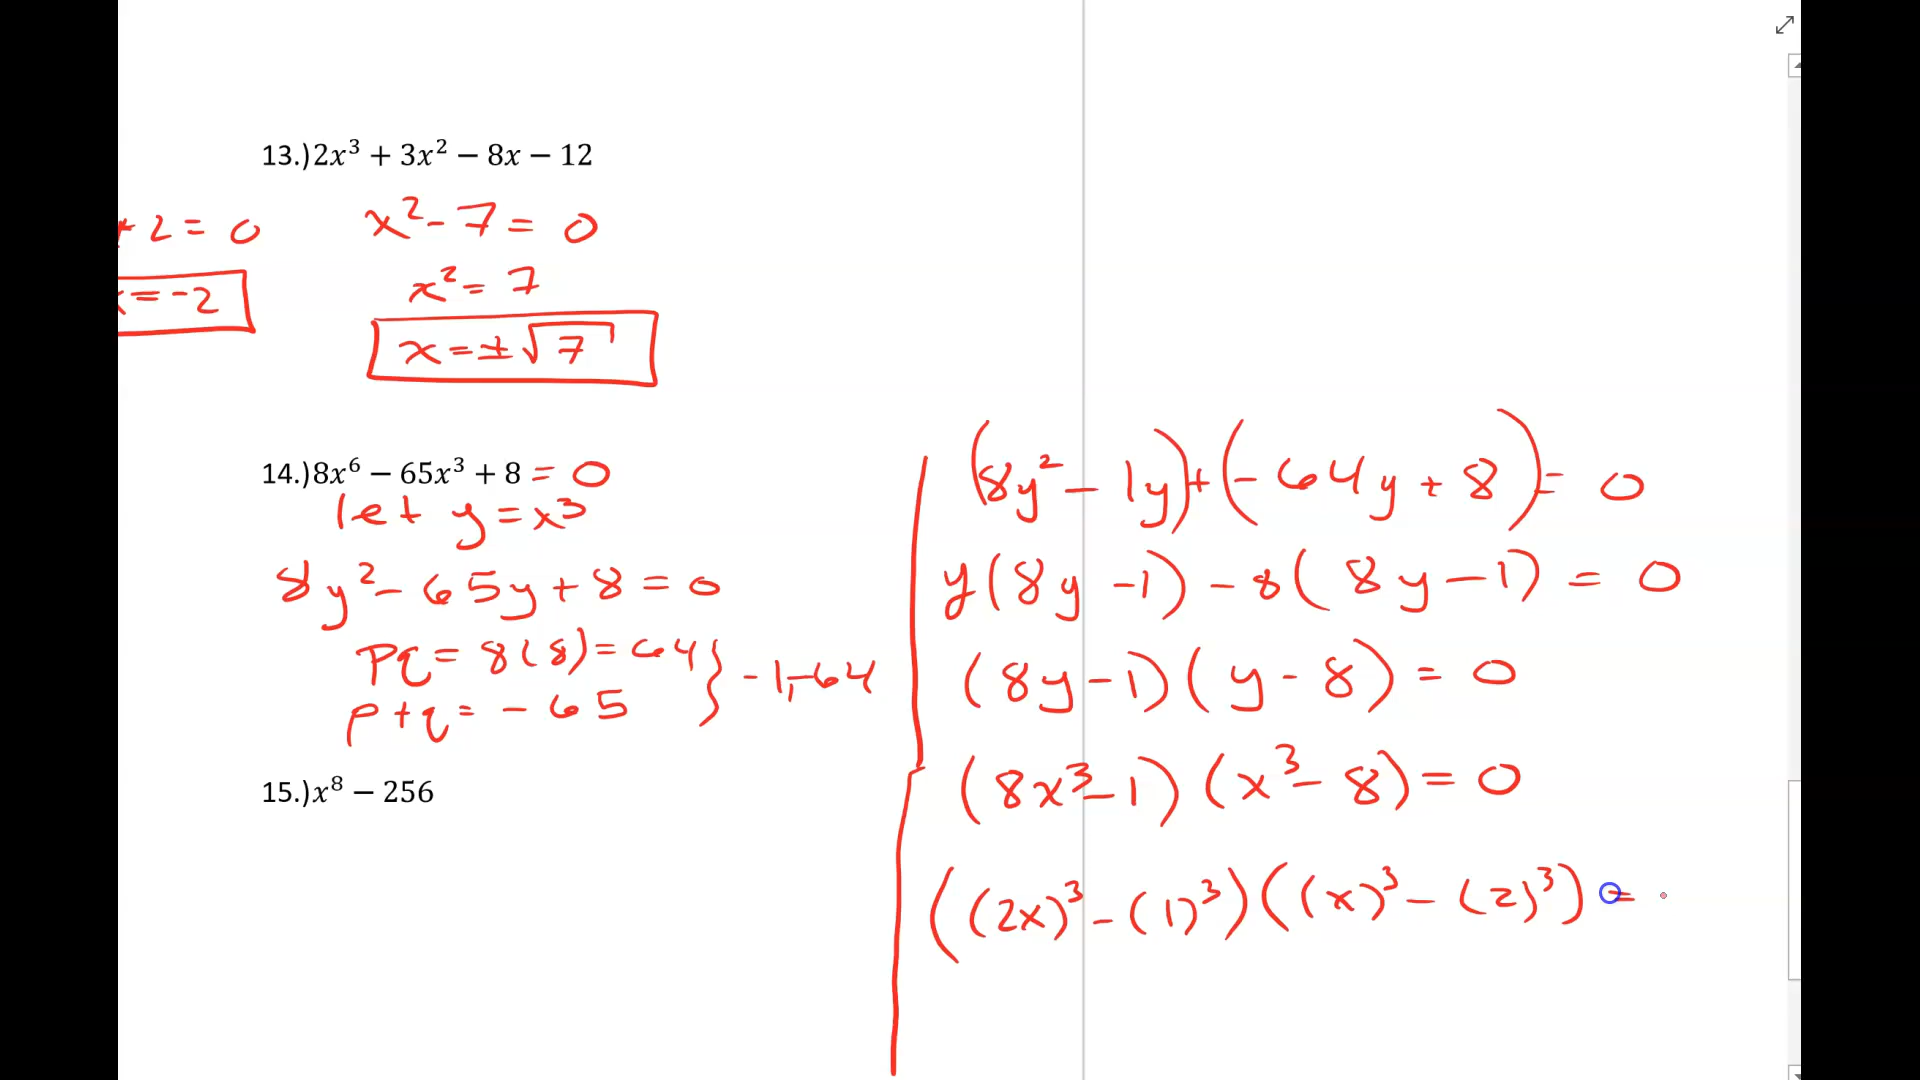 13.) 2x³ + 3x² − 8x − 12
+ 2 = 0
x² - 7 = 0
x² = 7
x = -2
x = ± √7
14.) 8x⁶ − 65x³ + 8 = 0
let y = x³
8y² - 65y + 8 = 0
pq = 8(8) = 64
p + q = - 65
} - 1, -64
15.) x⁸ − 256
(8y² - 1y) + (- 64y + 8) = 0
y(8y - 1) - 8(8y - 1) = 0
(8y - 1)(y - 8) = 0
(8x³ - 1)(x³ - 8) = 0
((2x)³ - (1)³)((x)³ - (2)³) =